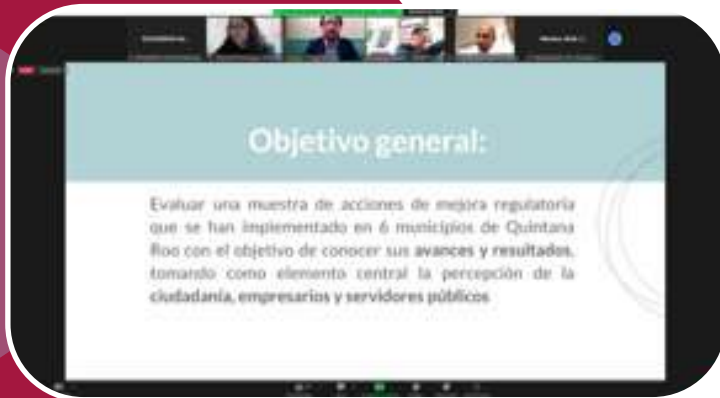 Objetivo general:
Evaluar una muestra de acciones de mejora regulatoria
que se han implementado en 6 municipios de Quintana
Roo con el objetivo de conocer sus avances y resultados,
tomando como elemento central la percepción de la
ciudadanía, empresarios y servidores públicos